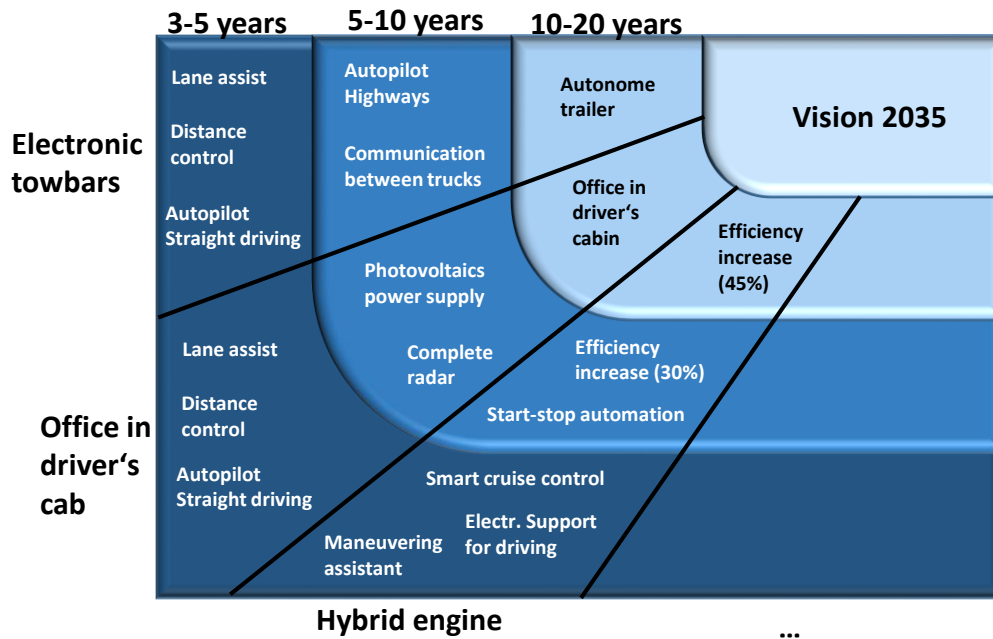 3-5 years
5-10 years
10-20 years
Electronic
towbars
Lane assist
Distance
control
Autopilot
Straight driving
Autopilot
Highways
Communication
between trucks
Autonome
trailer
Vision 2035
Office in
driver‘s
cab
Lane assist
Distance
control
Autopilot
Straight driving
Photovoltaics
power supply
Complete
radar
Office in
driver‘s
cabin
Hybrid engine
Maneuvering
assistant
Electr. Support
for driving
Smart cruise control
Start-stop automation
Efficiency
increase (30%)
Efficiency
increase
(45%)
...